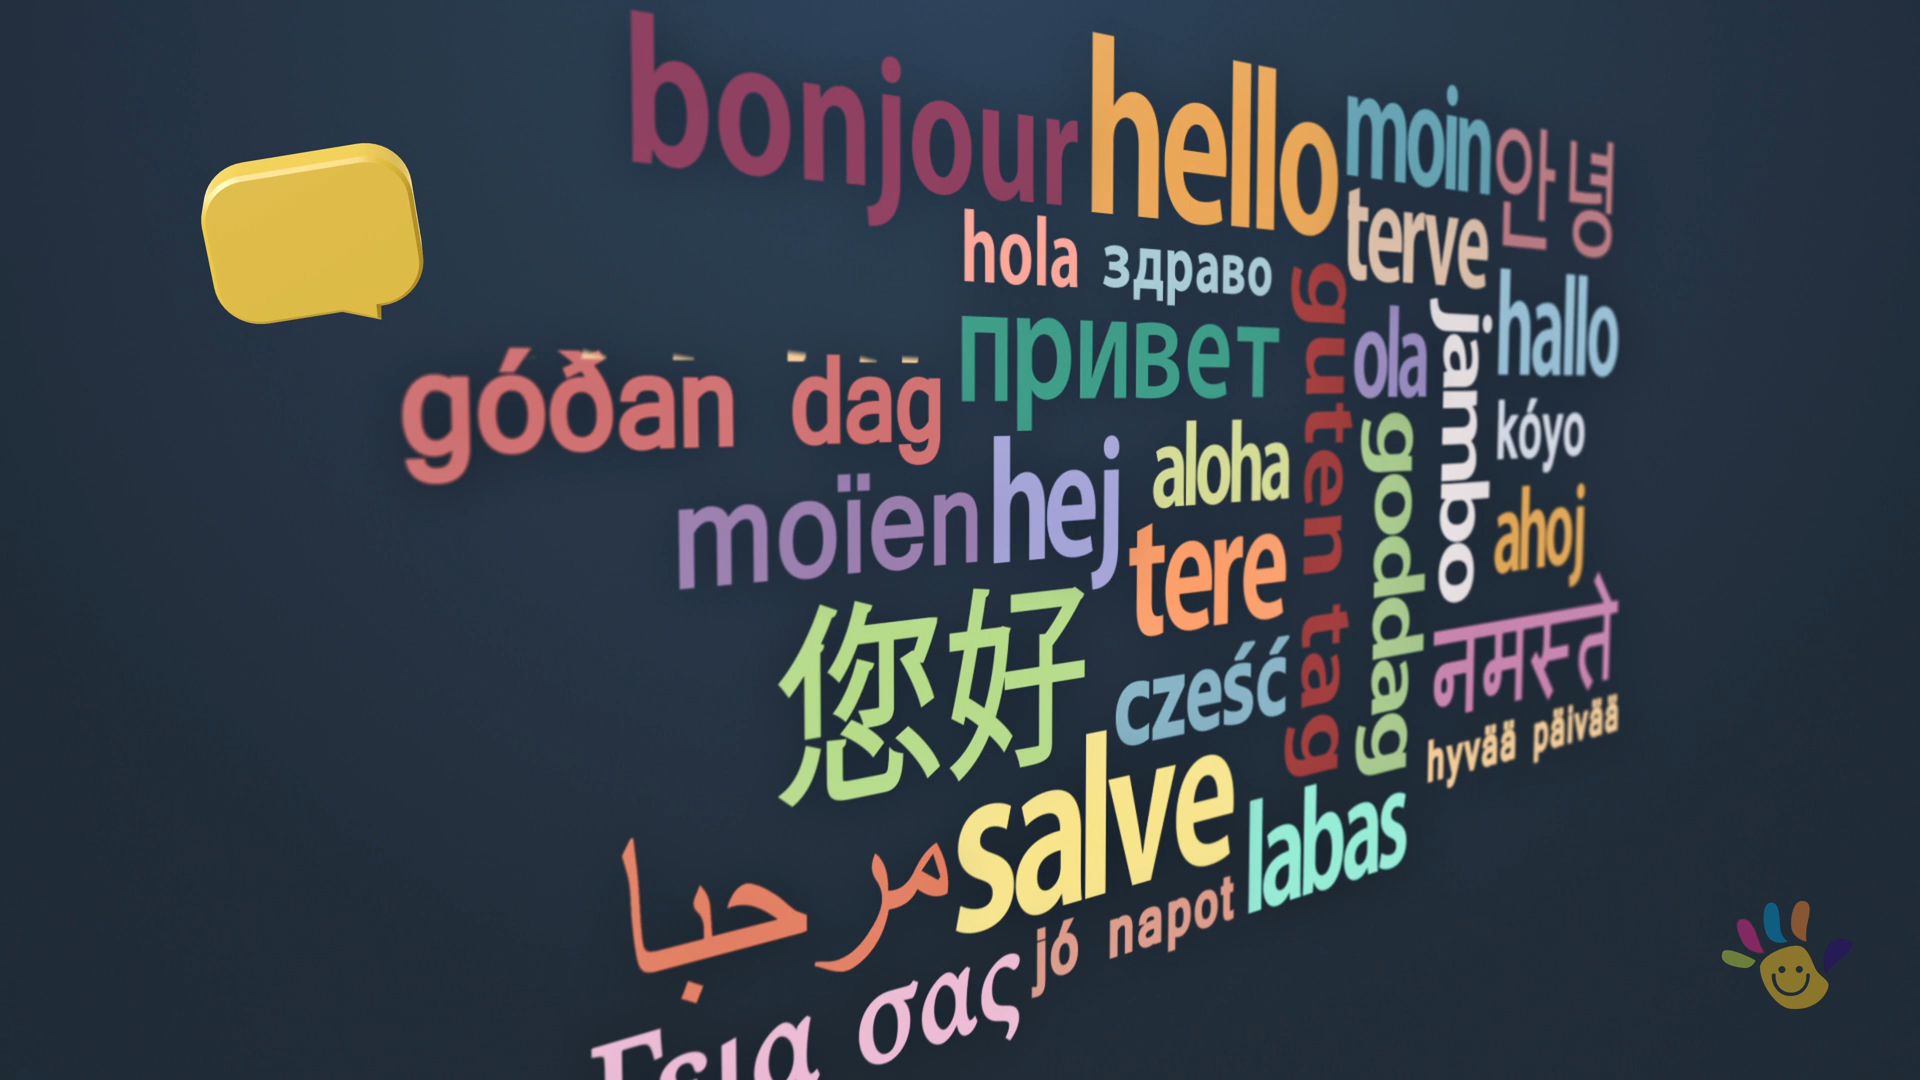 bonjour
hello
moin
안녕
hola
здраво
terve
привет
guten tag
ola
jambo
hallo
góðan dag
kóyo
moïen
hej
aloha
goddag
ahoj
tere
您好
cześć
नमस्ते
hyvää päivää
salve
labas
مرحبا
jó napot
Γεια σας